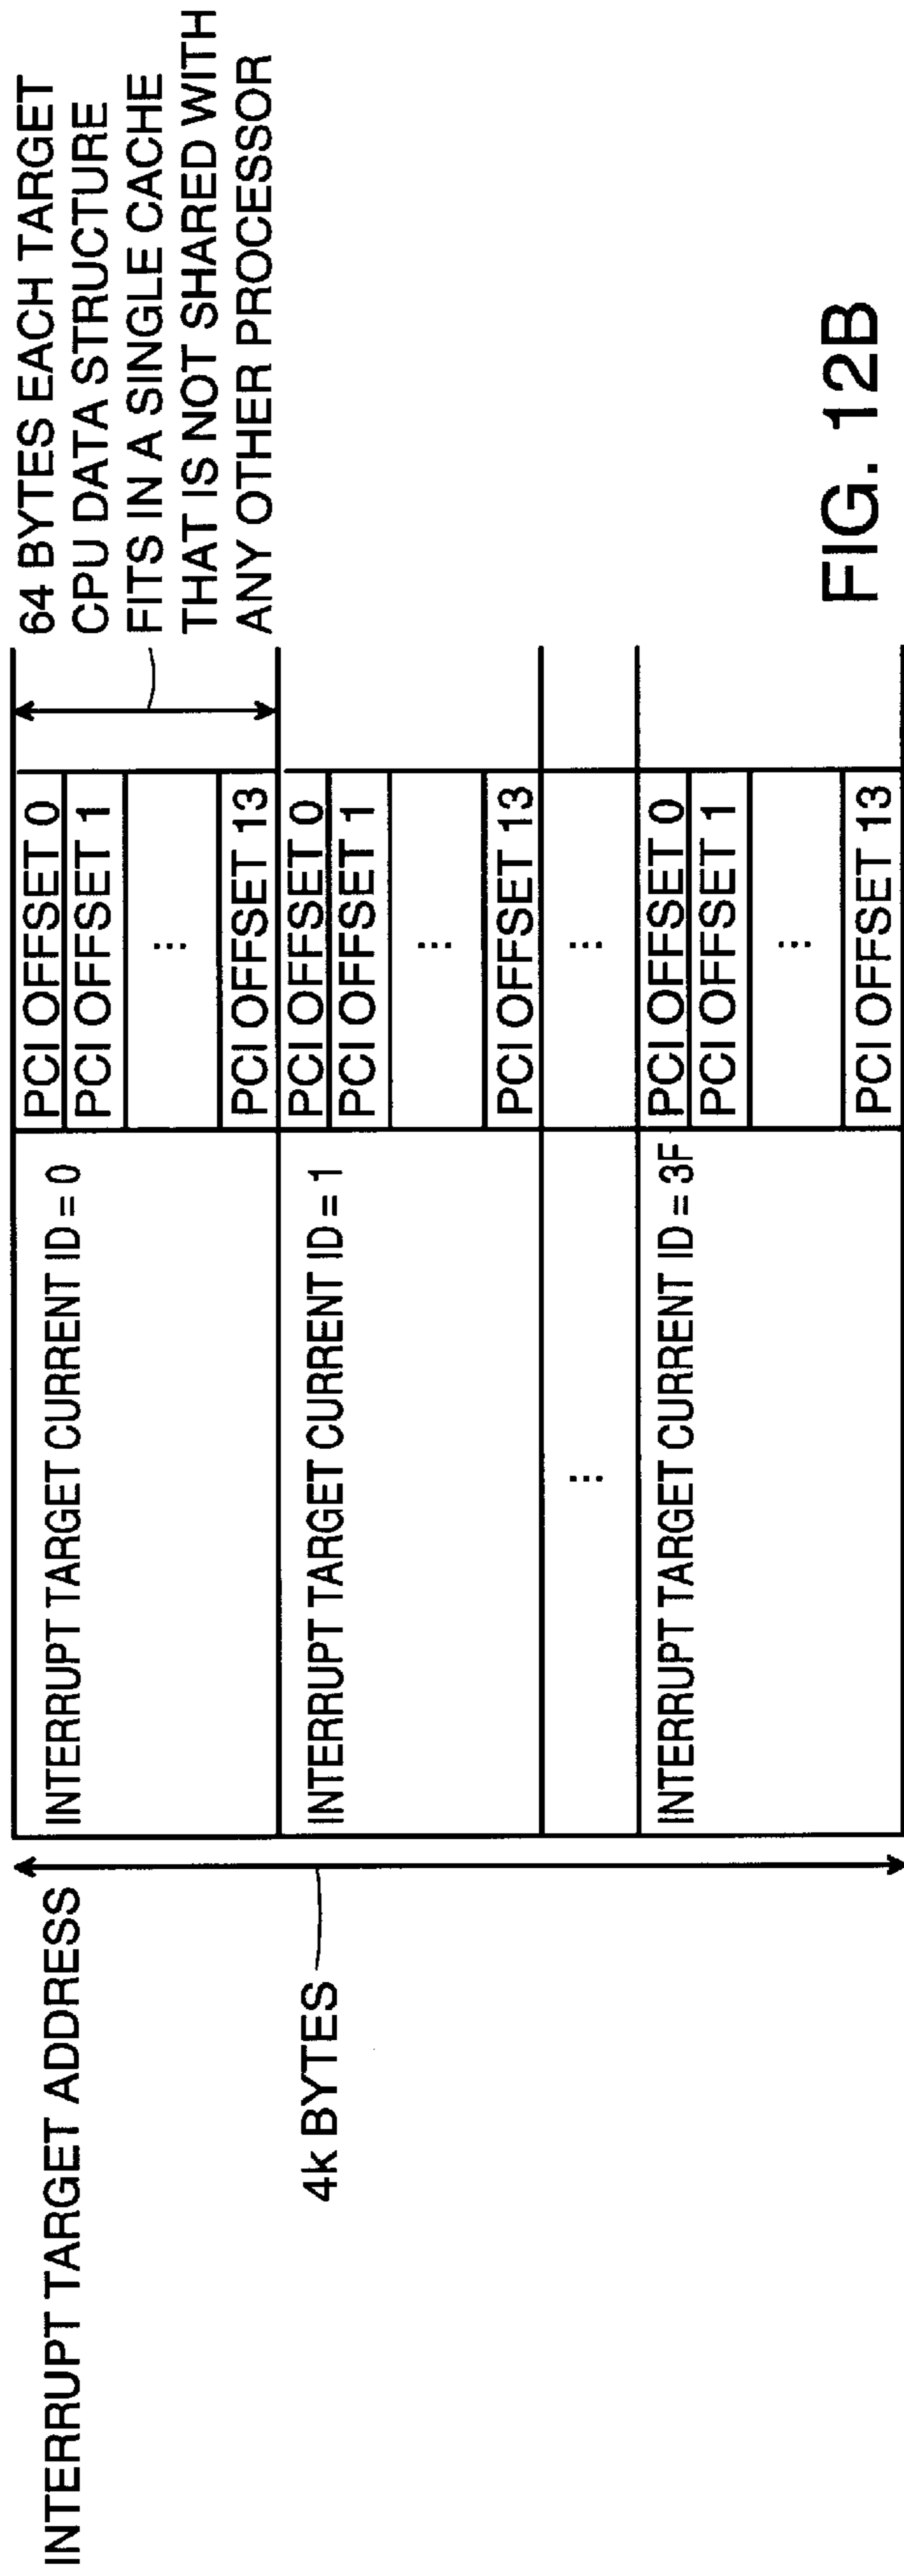 INTERRUPT TARGET ADDRESS
4k BYTES
INTERRUPT TARGET CURRENT ID = 0
PCI OFFSET 0
PCI OFFSET 1
...
PCI OFFSET 13
INTERRUPT TARGET CURRENT ID = 1
PCI OFFSET 0
PCI OFFSET 1
...
PCI OFFSET 13
...
...
INTERRUPT TARGET CURRENT ID = 3F
PCI OFFSET 0
PCI OFFSET 1
...
PCI OFFSET 13
64 BYTES EACH TARGET
CPU DATA STRUCTURE
FITS IN A SINGLE CACHE
THAT IS NOT SHARED WITH
ANY OTHER PROCESSOR
FIG. 12B